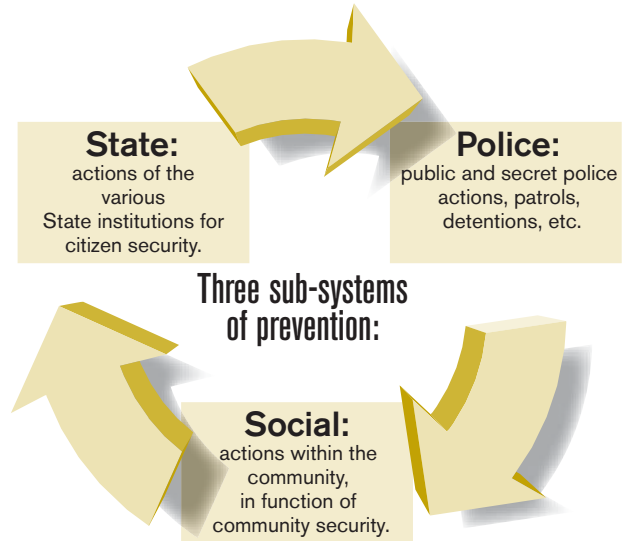 State:
actions of the
various
State institutions for
citizen security.
Police:
public and secret police
actions, patrols,
detentions, etc.
Three sub-systems
of prevention:
Social:
actions within the
community,
in function of
community security.